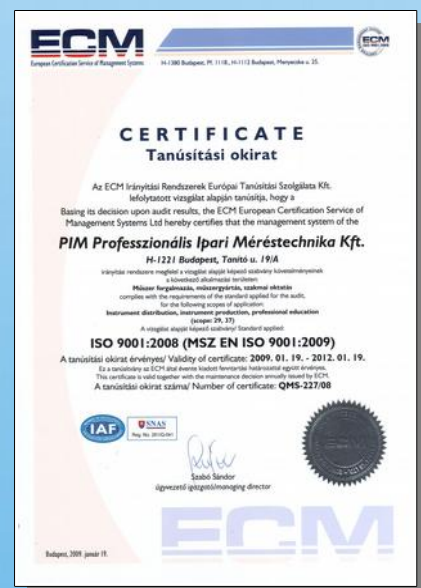 ECM
European Certification Service of Management Systems
H-1380 Budapest, Pf. 1118., H-1112 Budapest, Menyecske u. 25.
ECM
CERTIFICATE
Tanúsítási okirat
Az ECM Irányítási Rendszerek Európai Tanúsítási Szolgálata Kft.
lefolytatott vizsgálat alapján tanúsítja, hogy a
Basing its decision upon audit results, the ECM European Certification Service of
Management Systems Ltd hereby certifies that the management system of the
PIM Professzionális Ipari Méréstechnika Kft.
H-1221 Budapest, Tanító u. 19/A
irányítási rendszere megfelel a vizsgálat alapját képező szabvány követelményeinek
a következő alkalmazási területen:
Műszer forgalmazás, műszergyártás, szakmai oktatás
complies with the requirements of the standard applied for the audit,
for the following scopes of application:
Instrument distribution, instrument production, professional education
(scope: 29, 37)
A vizsgálat alapját képező szabvány/ Standard applied:
ISO 9001:2008 (MSZ EN ISO 9001:2009)
A tanúsítási okirat érvényes/ Validity of certificate: 2009. 01. 19. - 2012. 01. 19.
Ez a tanúsítvány az ECM által évente kiadott fenntartási határozattal együtt érvényes.
This certificate is valid together with the maintenance decision annually issued by ECM.
A tanúsítási okirat száma/ Number of certificate: QMS-227/08
IAF
SNAS
Szabó Sándor
ügyvezető igazgató/managing director
ECM
ECM
Budapest, 2009. január 19.